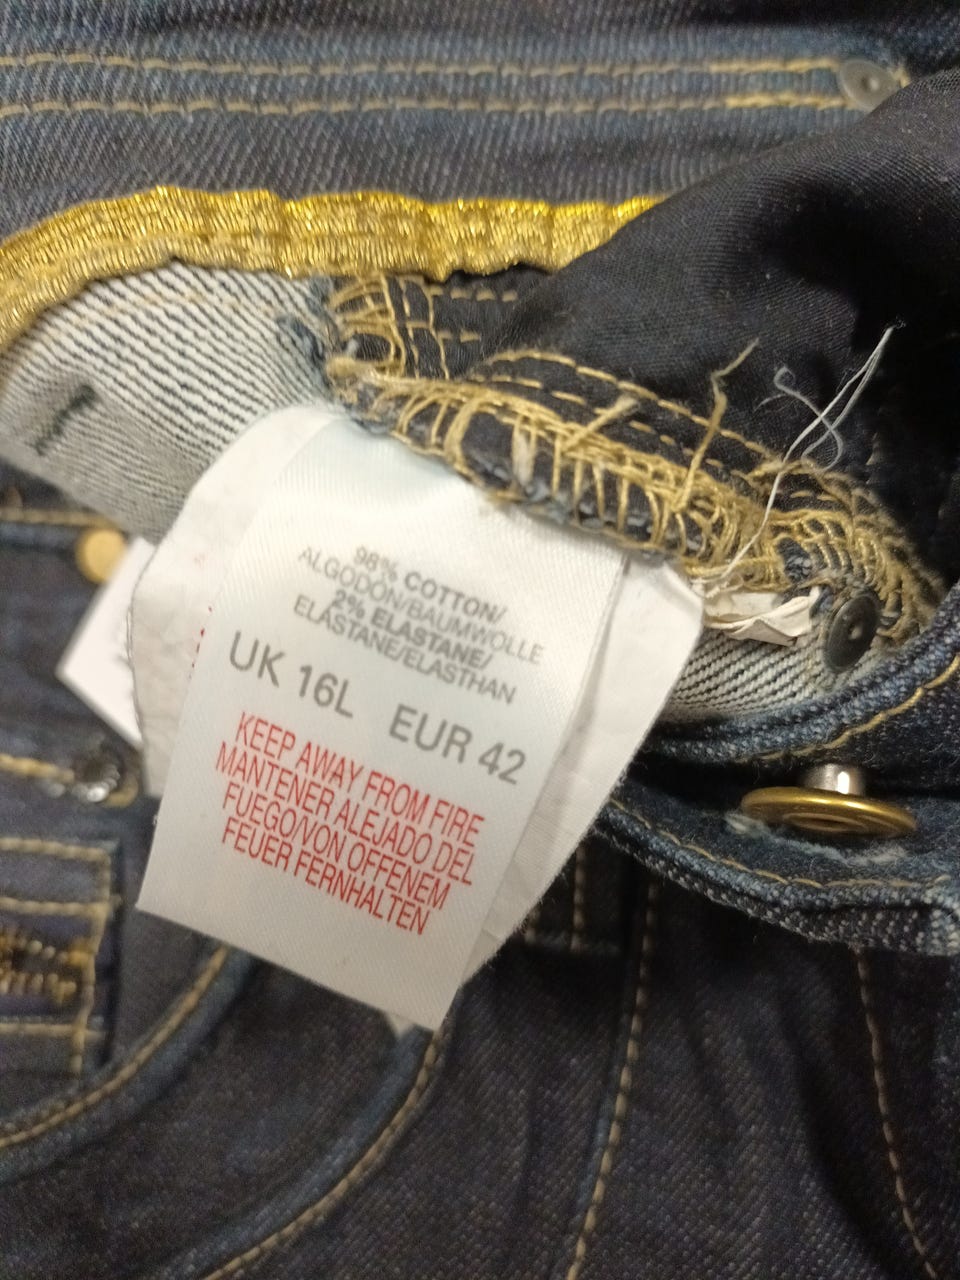 98% COTTON/
ALGODON/BAUMWOLLE
2% ELASTANE/
ELASTANE/ELASTHAN
UK 16L EUR 42
KEEP AWAY FROM FIRE
MANTENER ALEJADO DEL
FUEGO/VON OFFENEM
FEUER FERNHALTEN